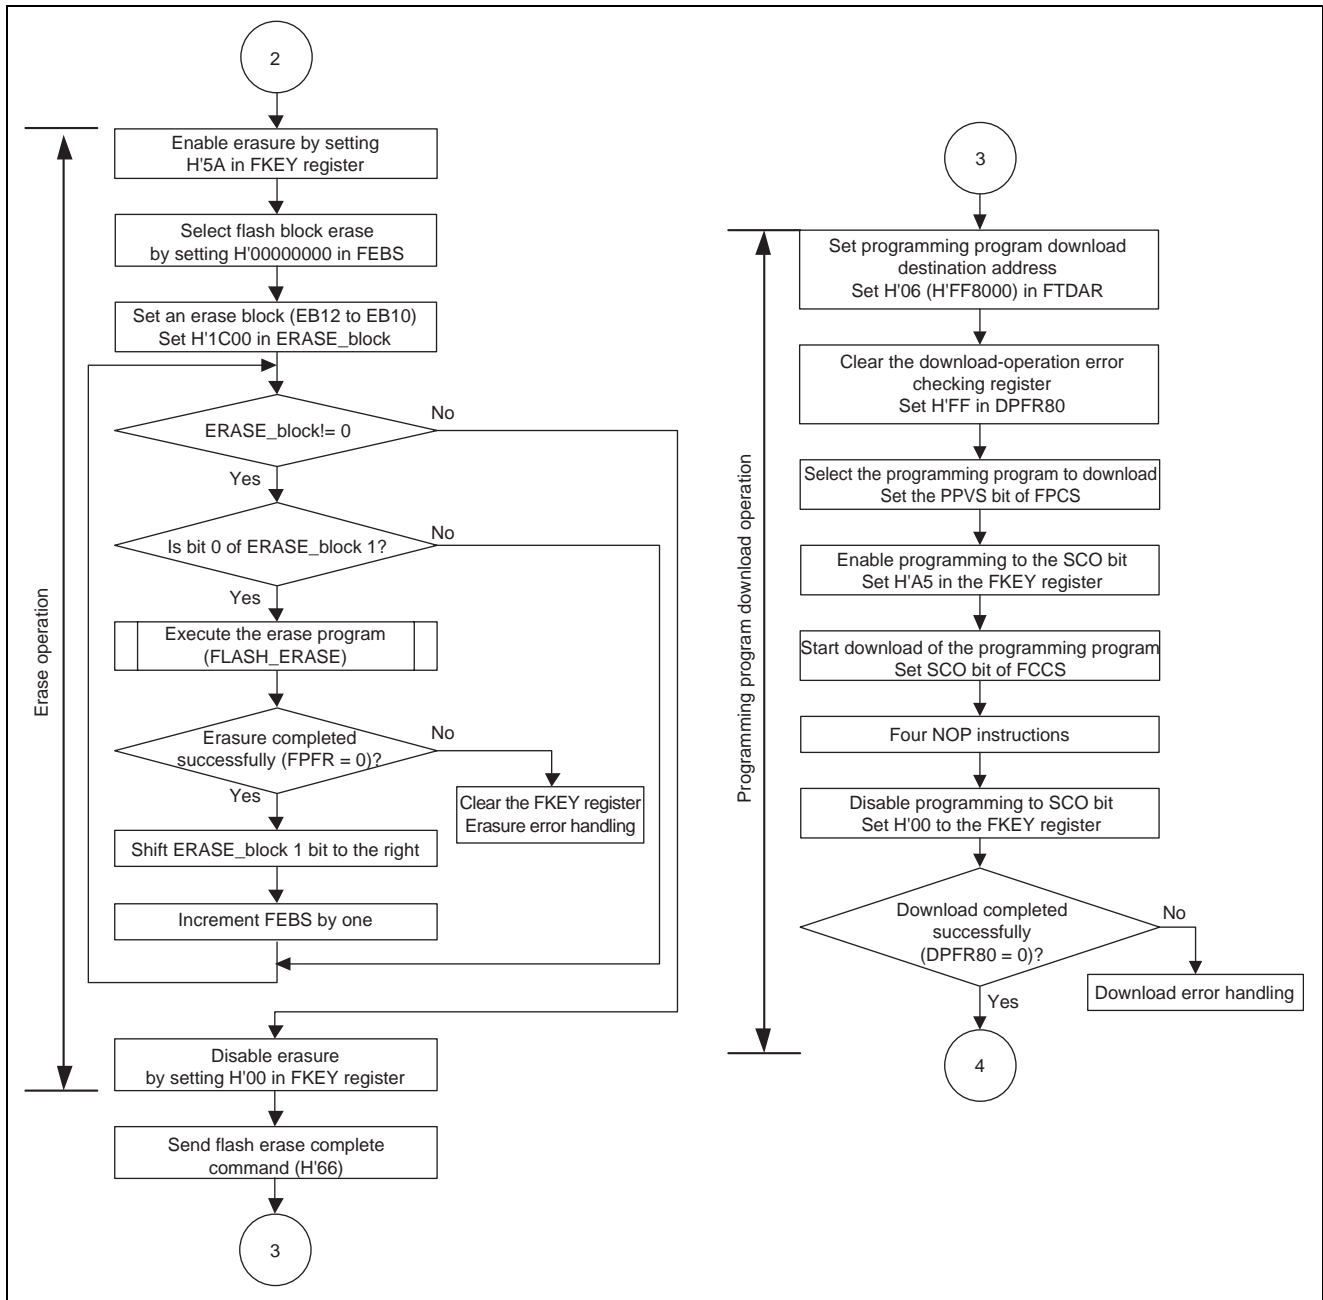 2
Enable erasure by setting
H'5A in FKEY register
Select flash block erase
by setting H'00000000 in FEBS
Set an erase block (EB12 to EB10)
Set H'1C00 in ERASE_block
ERASE_block!= 0
No
Yes
Is bit 0 of ERASE_block 1?
No
Yes
Execute the erase program
(FLASH_ERASE)
Erasure completed
successfully (FPFR = 0)?
No
Yes
Clear the FKEY register
Erasure error handling
Shift ERASE_block 1 bit to the right
Increment FEBS by one
Disable erasure
by setting H'00 in FKEY register
Send flash erase complete
command (H'66)
3
Erase operation
3
Set programming program download
destination address
Set H'06 (H'FF8000) in FTDAR
Clear the download-operation error
checking register
Set H'FF in DPFR80
Select the programming program to download
Set the PPVS bit of FPCS
Enable programming to the SCO bit
Set H'A5 in the FKEY register
Start download of the programming program
Set SCO bit of FCCS
Four NOP instructions
Disable programming to SCO bit
Set H'00 to the FKEY register
Download completed
successfully
(DPFR80 = 0)?
No
Yes
Download error handling
4
Programming program download operation